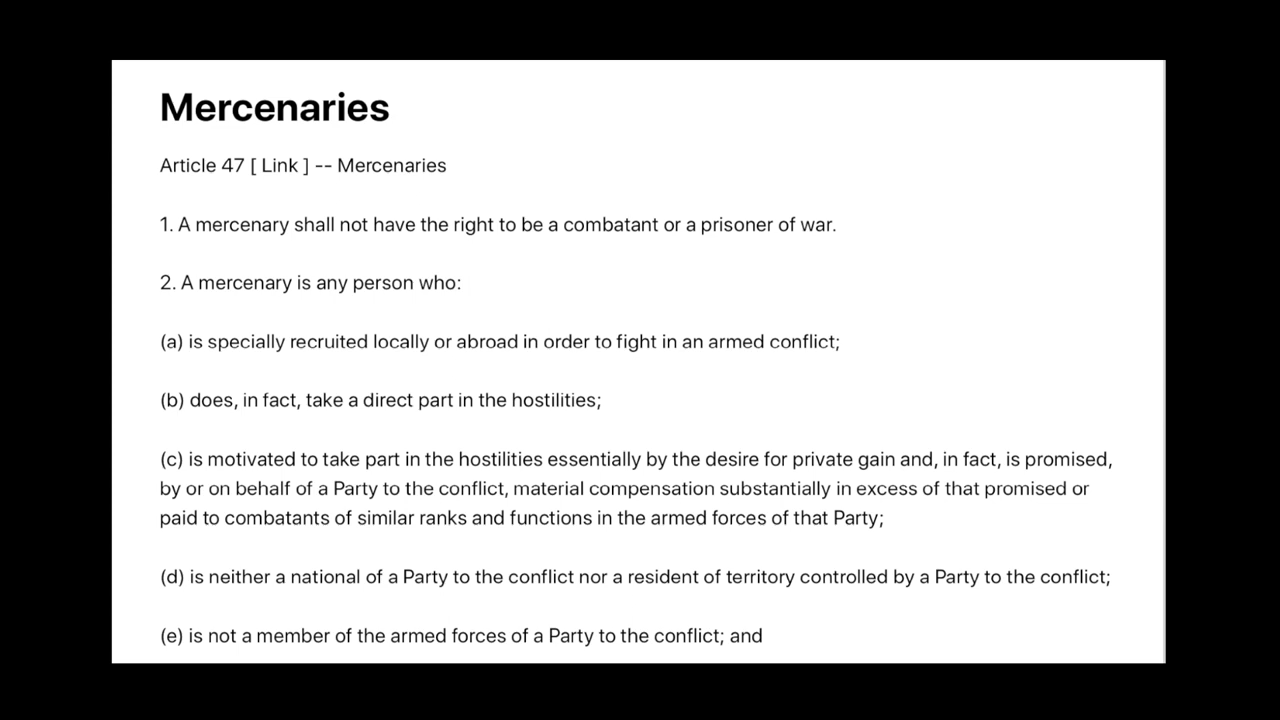 Mercenaries
Article 47 [ Link ] -- Mercenaries
1. A mercenary shall not have the right to be a combatant or a prisoner of war.
2. A mercenary is any person who:
(a) is specially recruited locally or abroad in order to fight in an armed conflict;
(b) does, in fact, take a direct part in the hostilities;
(c) is motivated to take part in the hostilities essentially by the desire for private gain and, in fact, is promised,
by or on behalf of a Party to the conflict, material compensation substantially in excess of that promised or
paid to combatants of similar ranks and functions in the armed forces of that Party;
(d) is neither a national of a Party to the conflict nor a resident of territory controlled by a Party to the conflict;
(e) is not a member of the armed forces of a Party to the conflict; and